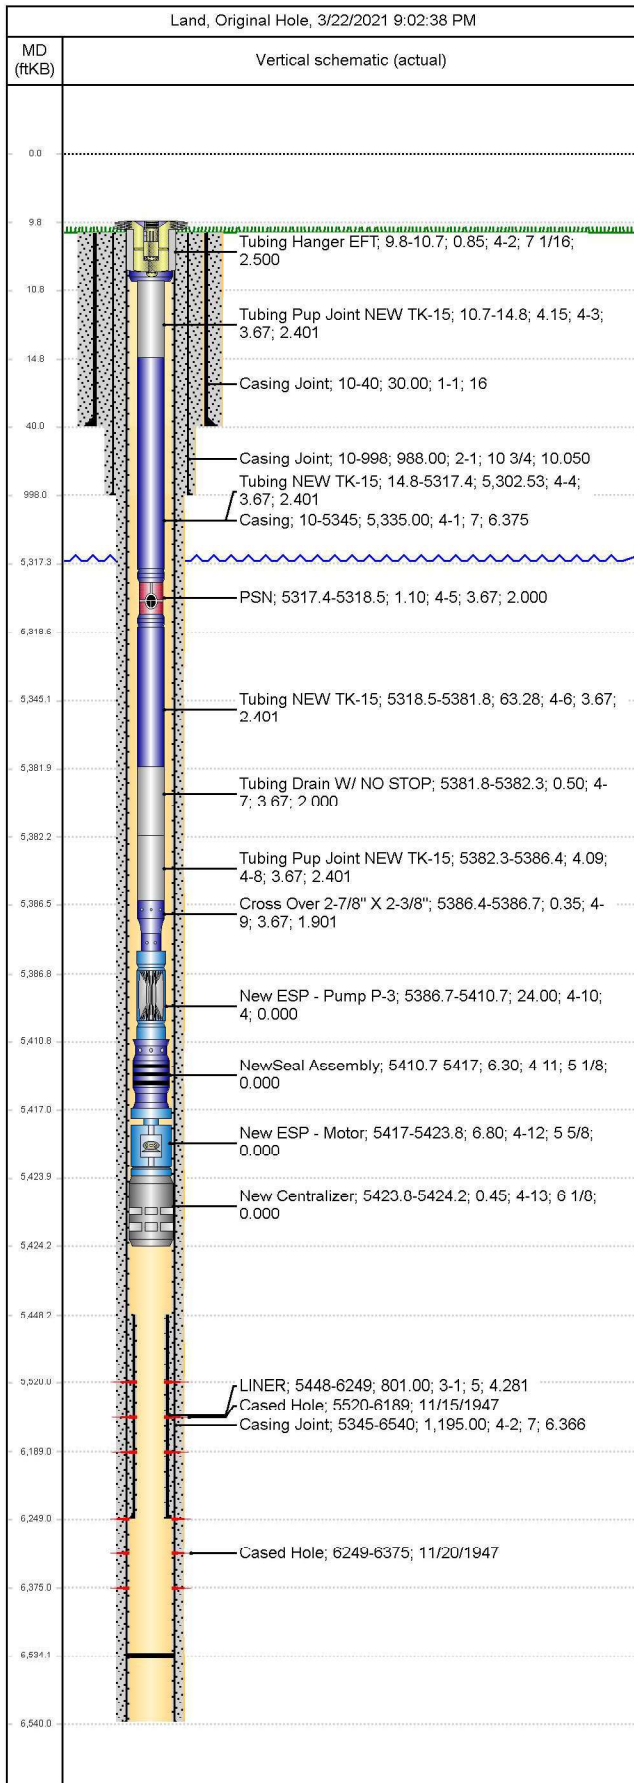 Land, Original Hole, 3/22/2021 9:02:38 PM
MD
(ftKB)
Vertical schematic (actual)
0.0
9.8
Tubing Hanger EFT; 9.8-10.7; 0.85; 4-2; 7 1/16;
2.500
10.8
Tubing Pup Joint NEW TK-15; 10.7-14.8; 4.15; 4-3;
3.67; 2.401
14.8
Casing Joint; 10-40; 30.00; 1-1; 16
40.0
Casing Joint; 10-998; 988.00; 2-1; 10 3/4; 10.050
Tubing NEW TK-15; 14.8-5317.4; 5,302.53; 4-4;
3.67; 2.401
998.0
Casing; 10-5345; 5,335.00; 4-1; 7; 6.375
5,317.3
PSN; 5317.4-5318.5; 1.10; 4-5; 3.67; 2.000
5,318.6
Tubing NEW TK-15; 5318.5-5381.8; 63.28; 4-6; 3.67;
2.401
5,345.1
5,381.9
Tubing Drain W/ NO STOP; 5381.8-5382.3; 0.50; 4-
7; 3.67; 2.000
5,382.2
Tubing Pup Joint NEW TK-15; 5382.3-5386.4; 4.09;
4-8; 3.67; 2.401
5,386.5
Cross Over 2-7/8" X 2-3/8"; 5386.4-5386.7; 0.35; 4-
9; 3.67; 1.901
5,386.8
New ESP - Pump P-3; 5386.7-5410.7; 24.00; 4-10;
4; 0.000
5,410.8
NewSeal Assembly; 5410.7-5417; 6.30; 4-11; 5 1/8;
0.000
5,417.0
New ESP - Motor; 5417-5423.8; 6.80; 4-12; 5 5/8;
0.000
5,423.9
New Centralizer; 5423.8-5424.2; 0.45; 4-13; 6 1/8;
0.000
5,424.2
5,448.2
5,520.0
LINER; 5448-6249; 801.00; 3-1; 5; 4.281
Cased Hole; 5520-6189; 11/15/1947
Casing Joint; 5345-6540; 1,195.00; 4-2; 7; 6.366
6,189.0
6,249.0
Cased Hole; 6249-6375; 11/20/1947
6,375.0
6,534.1
6,540.0